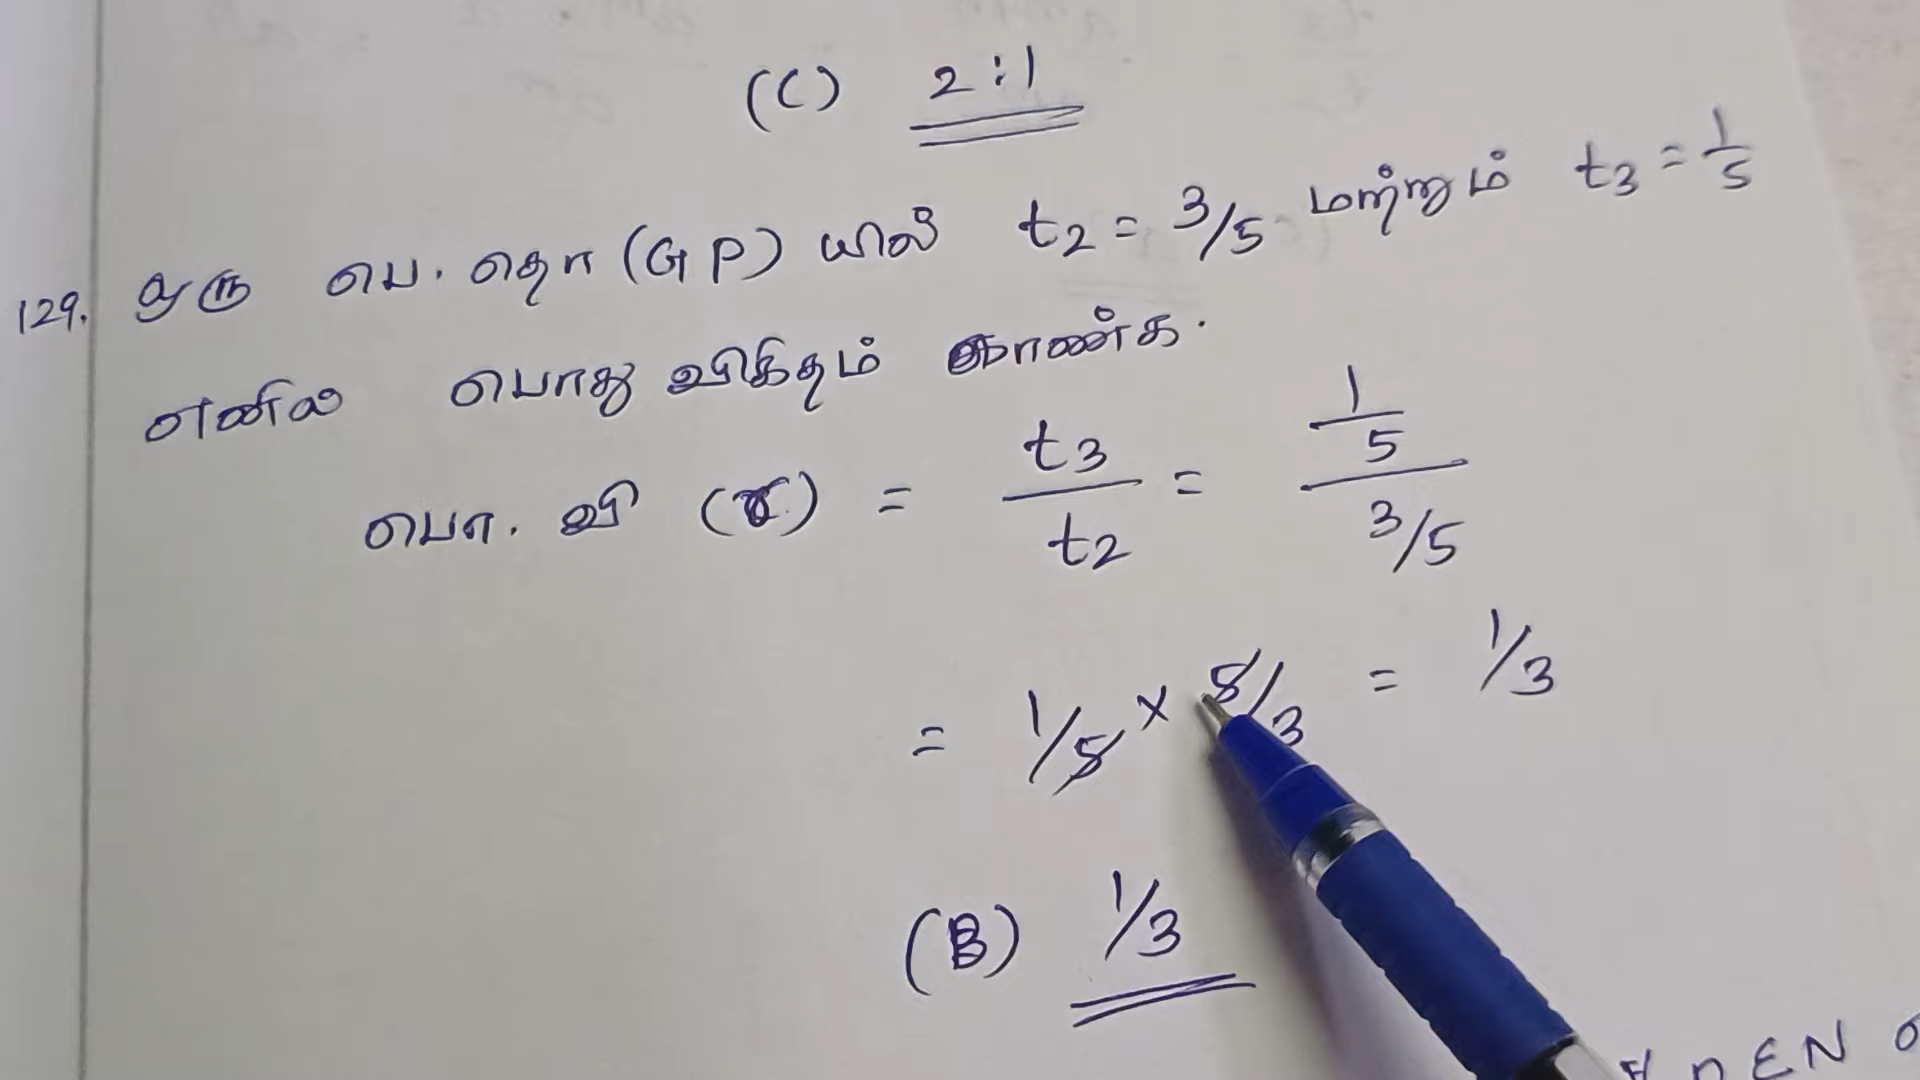 (C) 2:1
129. ஒரு பெ. தொ (GP) யில் t2 = 3/5 மற்றும் t3 = 1/5
எனில் பொது விகிதம் காண்க.
பொ. வி (r) = t3/t2 = 1/5 / 3/5
= 1/5 × 5/3 = 1/3
(B) 1/3
DEN